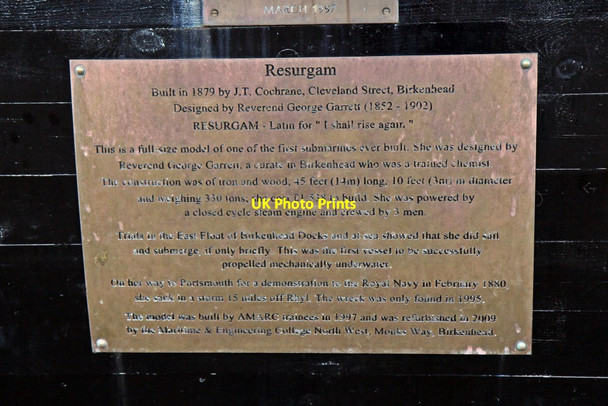 MARCH 1997
Resurgam
Built in 1879 by J.T. Cochrane, Cleveland Street, Birkenhead
Designed by Reverend George Garrett (1852 - 1902)
RESURGAM - Latin for " I shall rise again. "
This is a full-size model of one of the first submarines ever built. She was designed by
Reverend George Garrett, a curate in Birkenhead who was a trained chemist.
The construction was of iron and wood, 45 feet (14m) long, 10 feet (3m) in diameter
and weighing 330 tons, £1,538 to build. She was powered by
UK Photo Prints
a closed cycle steam engine and crewed by 3 men.
Trials in the East Float of Birkenhead Docks and at sea showed that she did surf
and submerge, if only briefly. This was the first vessel to be successfully
propelled mechanically underwater.
On her way to Portsmouth for a demonstration to the Royal Navy in February 1880,
she sank in a storm 15 miles off Rhyl. The wreck was only found in 1995.
The model was built by AMARC trainees in 1997 and was refurbished in 2009
by the Maritime & Engineering College North West, Monks Way, Birkenhead.